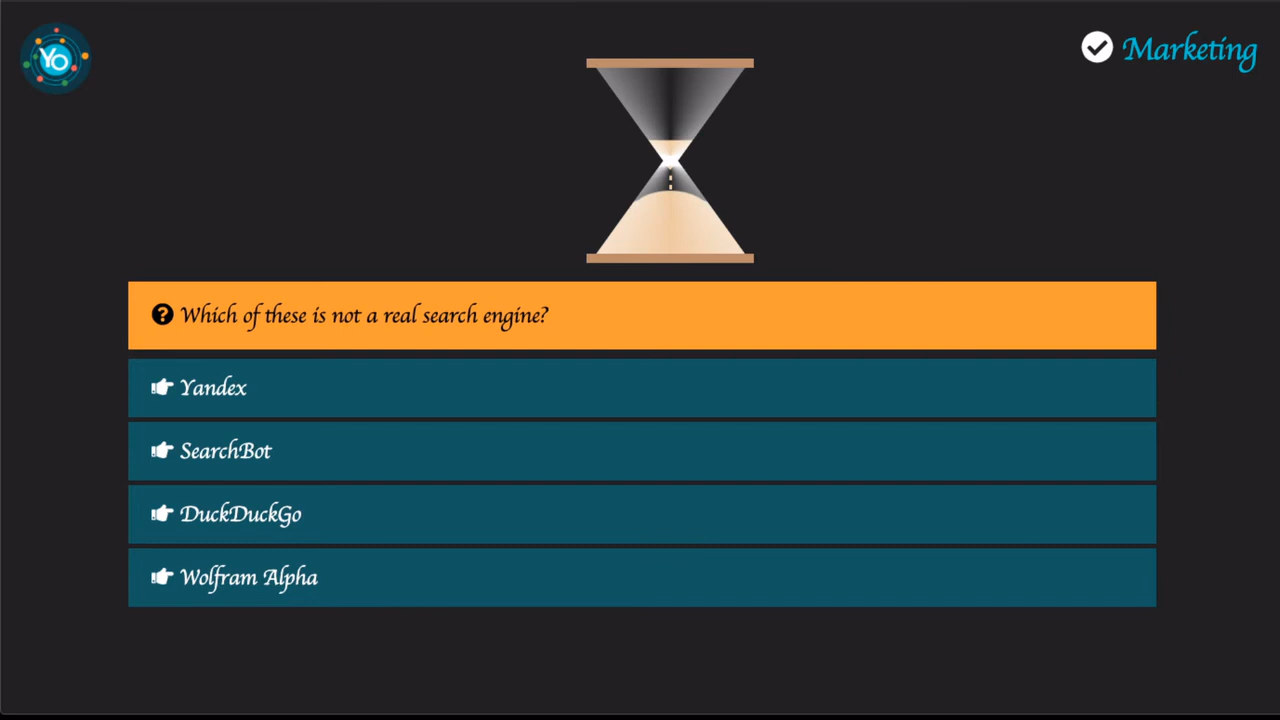 Yo
Marketing
Which of these is not a real search engine?
Yandex
SearchBot
DuckDuckGo
Wolfram Alpha